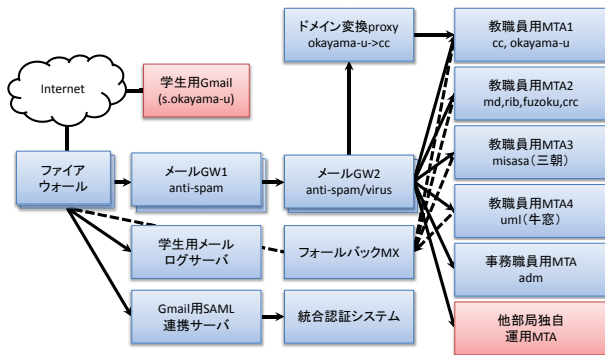 ドメイン変換proxy
okayama-u->cc
教職員用MTA1
cc, okayama-u
Internet
学生用Gmail
(s.okayama-u)
教職員用MTA2
md,rib,fuzoku,crc
ファイア
ウォール
メールGW1
anti-spam
メールGW2
anti-spam/virus
教職員用MTA3
misasa(三朝)
教職員用MTA4
uml(牛窓)
学生用メール
ログサーバ
フォールバックMX
事務職員用MTA
adm
Gmail用SAML
連携サーバ
統合認証システム
他部局独自
運用MTA